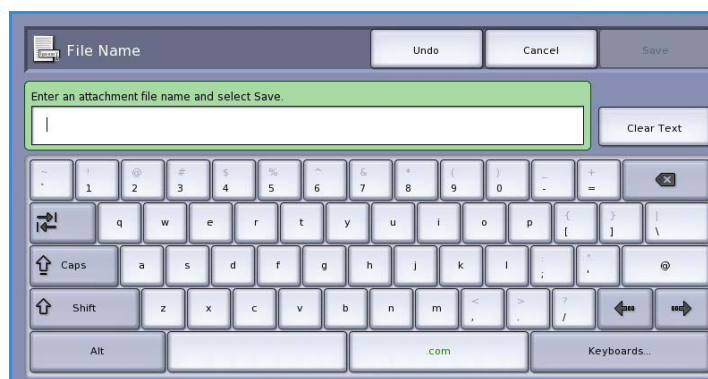 File Name
Undo
Cancel
Save
Enter an attachment file name and select Save.
Clear Text
~ ! @ # $ % ^ & * ( ) _ +
` 1 2 3 4 5 6 7 8 9 0 - =
q w e r t y u i o p { [ } ] | \
Caps a s d f g h j k l : ; " ' @
Shift z x c v b n m < , > . ? /
Alt
.com
Keyboards...